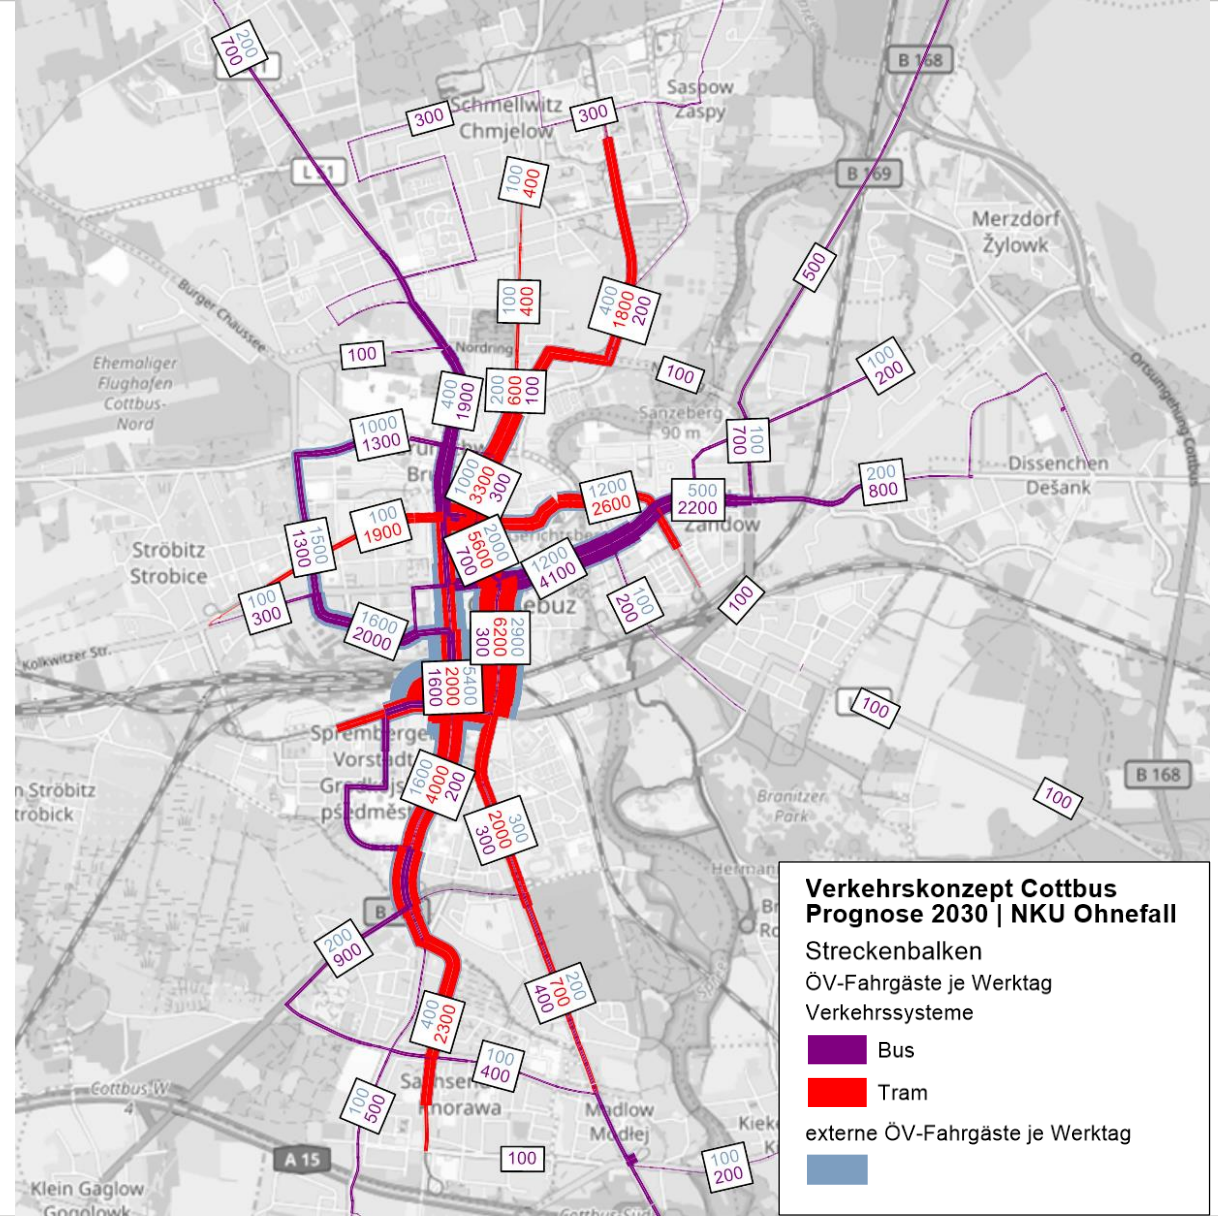 200
700
Schmellwitz
Chmjelow
300
300
Saspow
Zaspy
B 168
L 51
100
400
B 169
Merzdorf
Žylowk
500
Burger Chaussee
100
400
400
1800
200
Ehemaliger
Flughafen
Cottbus-
Nord
100
Nordring
100
100
200
Ortsumgehung Cottbus
400
1900
200
600
100
Sanzeberg
90 m
1000
1300
700
100
1000
3300
300
1200
2600
500
2200
200
800
Dissenchen
Dešank
100
1900
Ströbitz
Strobice
1300
1500
2000
5600
700
1200
4100
100
300
100
200
100
1600
2000
300
6200
2900
Kolkwitzer Str.
1600
2000
5400
100
Spremberger
Vorstadt
1600
4000
200
B 168
100
Branitzer
Park
300
2000
300
B
200
900
200
700
400
400
2300
100
400
100
500
Cottbus-W
4
Madlow
Módłej
A 15
100
100
200
Klein Gaglow
Gogolowk
Cottbus-Süd
Verkehrskonzept Cottbus
Prognose 2030 | NKU Ohnefall
Streckenbalken
ÖV-Fahrgäste je Werktag
Verkehrssysteme
Bus
Tram
externe ÖV-Fahrgäste je Werktag